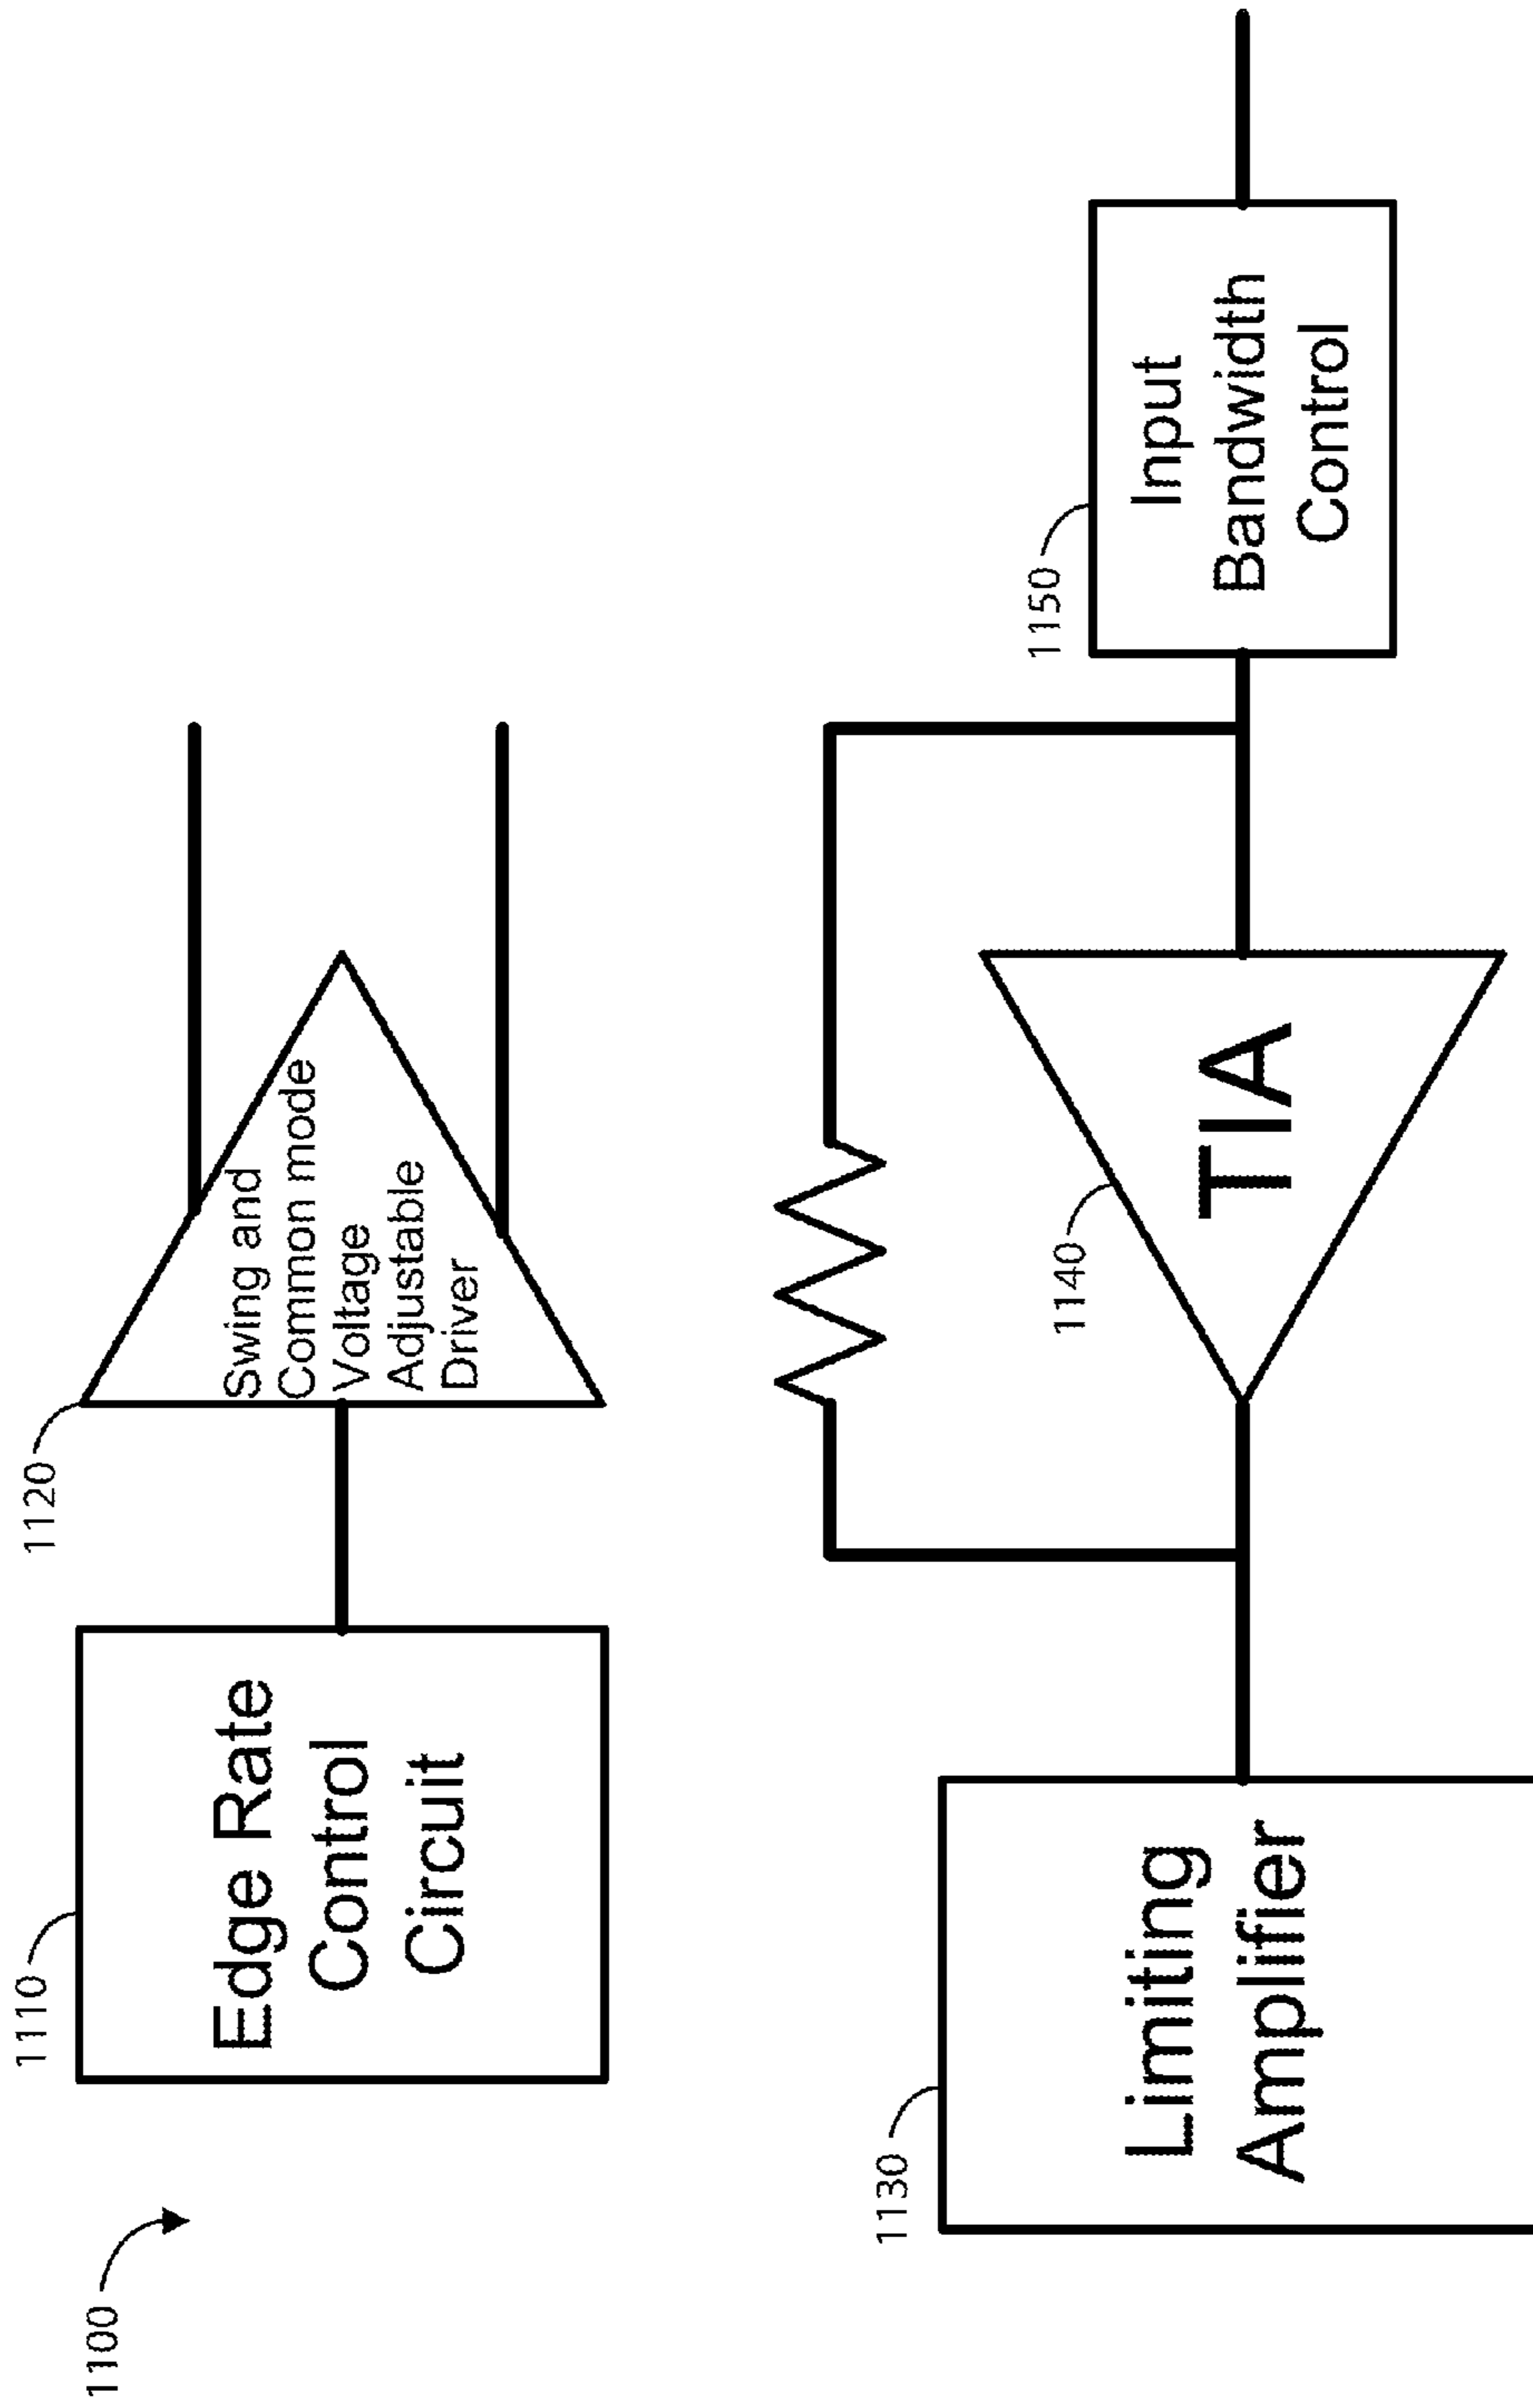 1100
1110
Edge Rate
Control
Circuit
1120
Swing and
Common mode
Voltage
Adjustable
Driver
1130
Limiting
Amplifier
1140
TIA
1150
Input
Bandwidth
Control